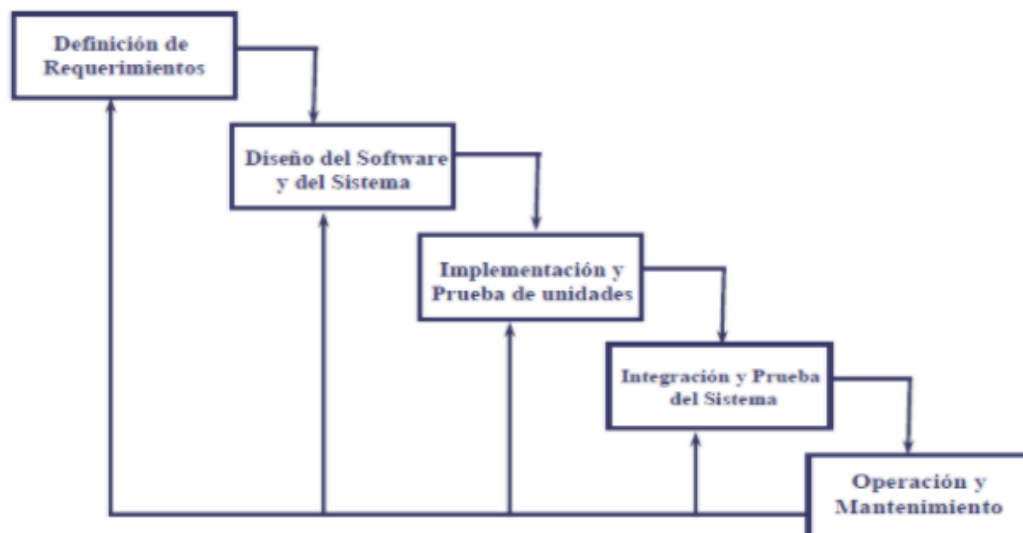 Definición de
Requerimientos
Diseño del Software
y del Sistema
Implementación y
Prueba de unidades
Integración y Prueba
del Sistema
Operación y
Mantenimiento